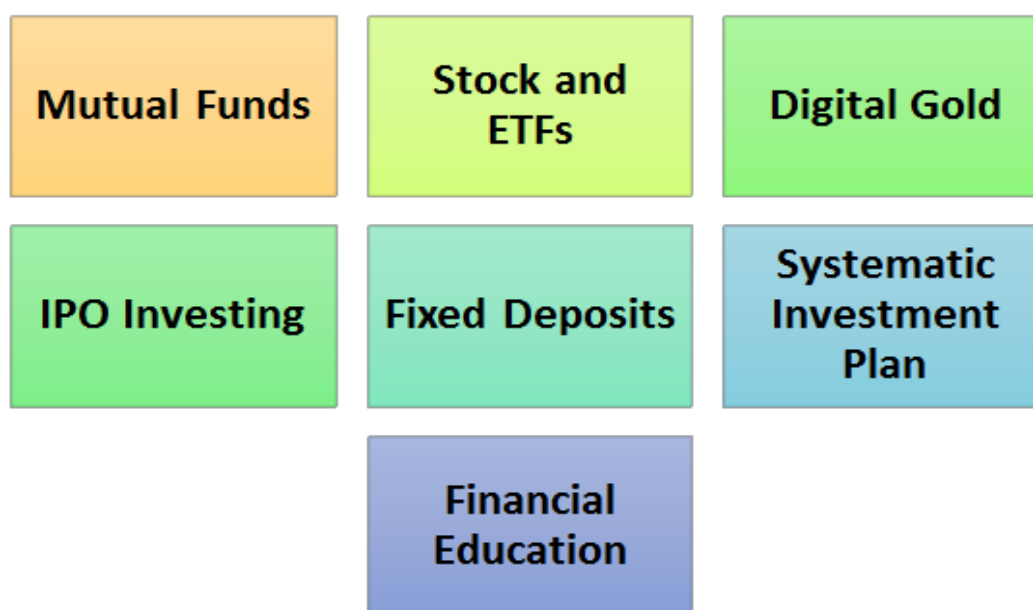 Mutual Funds
Stock and
ETFs
Digital Gold
IPO Investing
Fixed Deposits
Systematic
Investment
Plan
Financial
Education